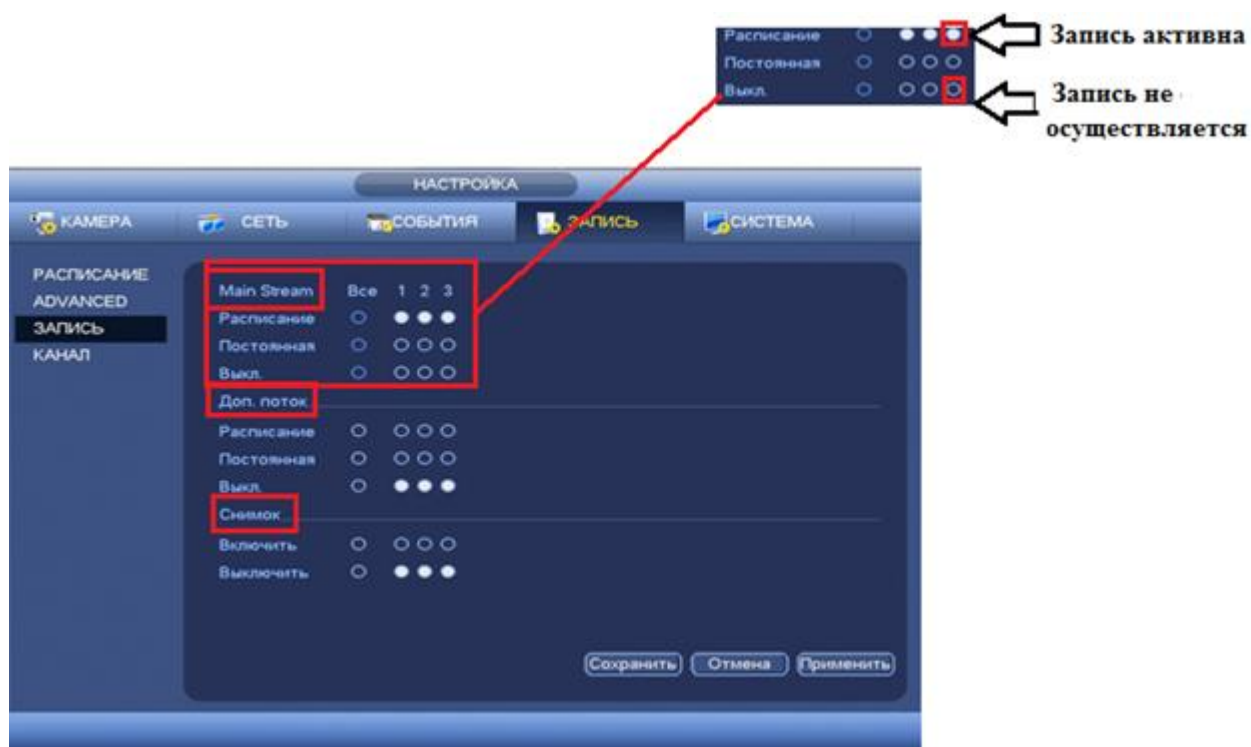 Расписание
Постоянная
Выкл.
Запись активна
Запись не
осуществляется
НАСТРОЙКА
КАМЕРА СЕТЬ СОБЫТИЯ ЗАПИСЬ СИСТЕМА
РАСПИСАНИЕ
ADVANCED
ЗАПИСЬ
КАНАЛ
Main Stream Все 1 2 3
Расписание
Постоянная
Выкл.
Доп. поток
Расписание
Постоянная
Выкл.
Снимок
Включить
Выключить
Сохранить Отмена Применить